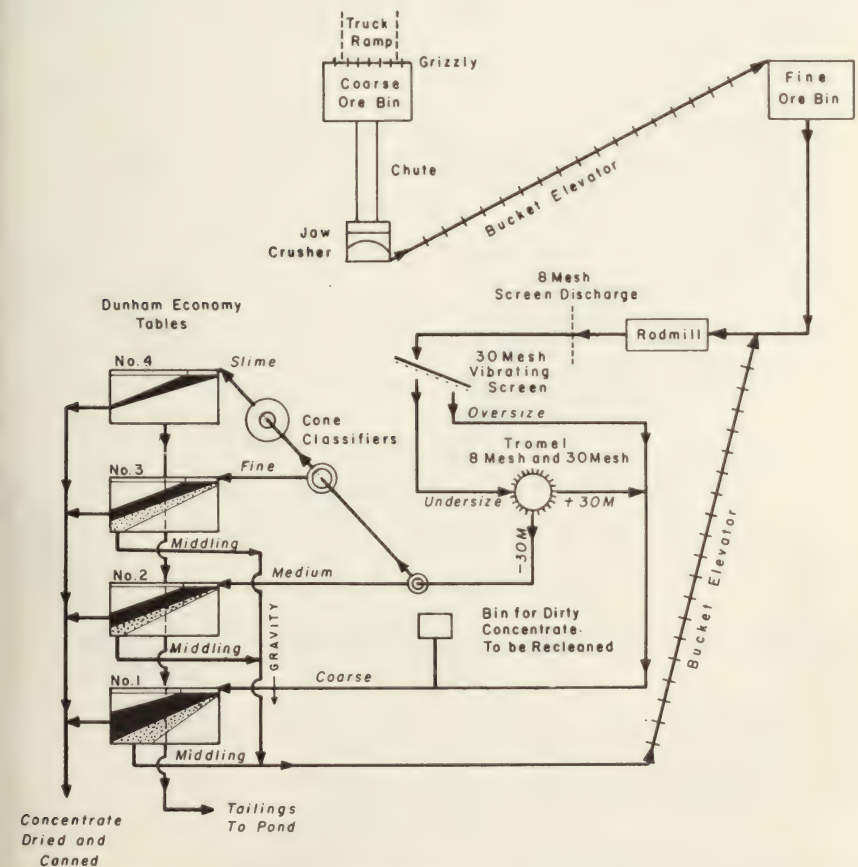 Truck
Ramp
Grizzly
Coarse
Ore Bin
Fine
Ore Bin
Chute
Bucket Elevator
Jaw
Crusher
8 Mesh
Screen Discharge
Dunham Economy
Tables
Rodmill
No. 4
Slime
30 Mesh
Vibrating
Screen
Oversize
Cone
Classifiers
Tromel
8 Mesh and 30 Mesh
No. 3
Fine
Undersize
+30M
Middling
-30M
No. 2
Medium
Bin for Dirty
Concentrate
To be Recleaned
Bucket Elevator
Middling
GRAVITY
No. 1
Coarse
Middling
Tailings
To Pond
Concentrate
Dried and
Canned